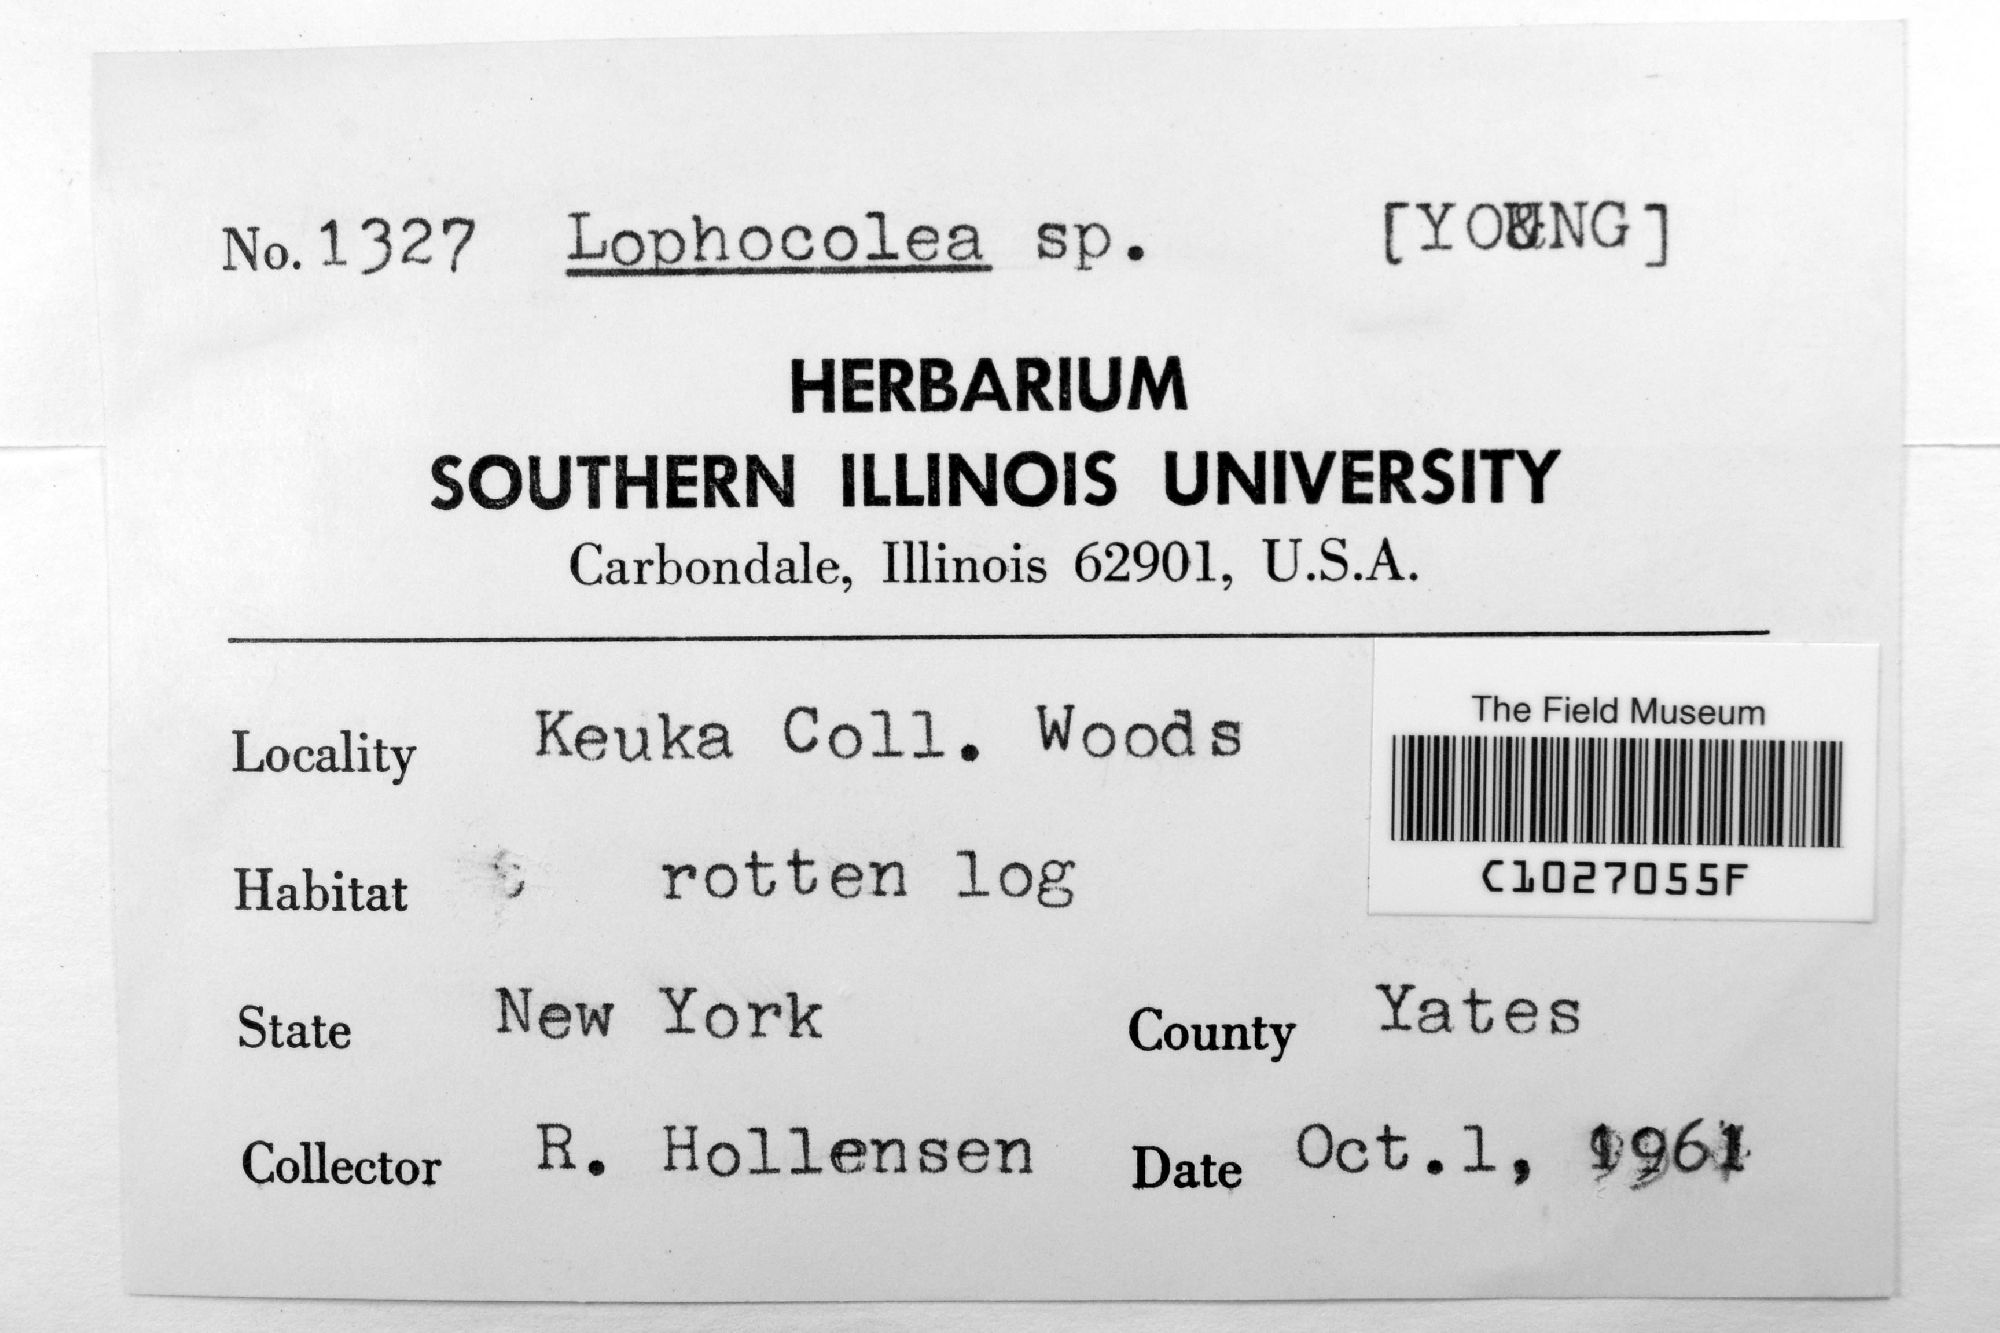 No. 1327 Lophocolea sp. [YOUNG]
HERBARIUM
SOUTHERN ILLINOIS UNIVERSITY
Carbondale, Illinois 62901, U.S.A.
Locality Keuka Coll. Woods
The Field Museum
C1027055F
Habitat rotten log
State New York County Yates
Collector R. Hollensen Date Oct.1, 1961